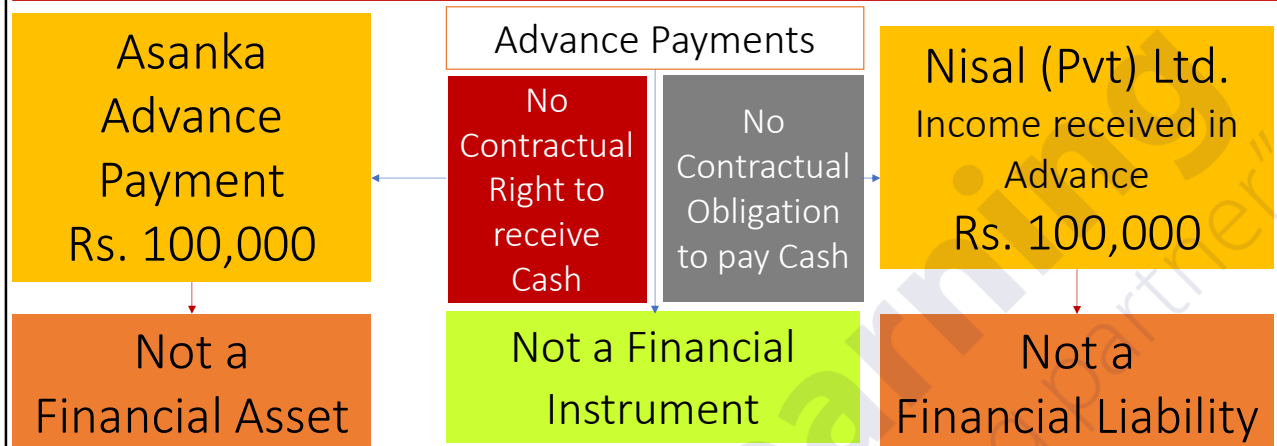 Asanka
Advance
Payment
Rs. 100,000
Advance Payments
No
Contractual
Right to
receive
Cash
No
Contractual
Obligation
to pay Cash
Nisal (Pvt) Ltd.
Income received in
Advance
Rs. 100,000
Not a
Financial Asset
Not a Financial
Instrument
Not a
Financial Liability
partner”